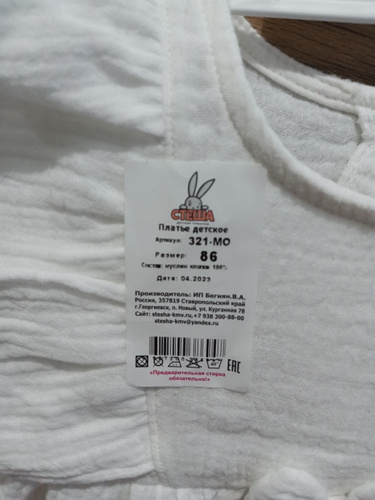 СТЕША
Платье детское
Артикул: 321-МО
Размер: 86
Состав: муслин хлопок 100%
Дата: 04.2023
Производитель: ИП Бегиян.В.А.
Россия, 357819 Ставропольский край
г.Георгиевск, п. Новый, ул. Курганная 78
Сайт: stesha-kmv.ru,+7 938 300-88-00
stesha-kmv@yandex.ru
EAC
«Предварительная стирка
обязательна!»